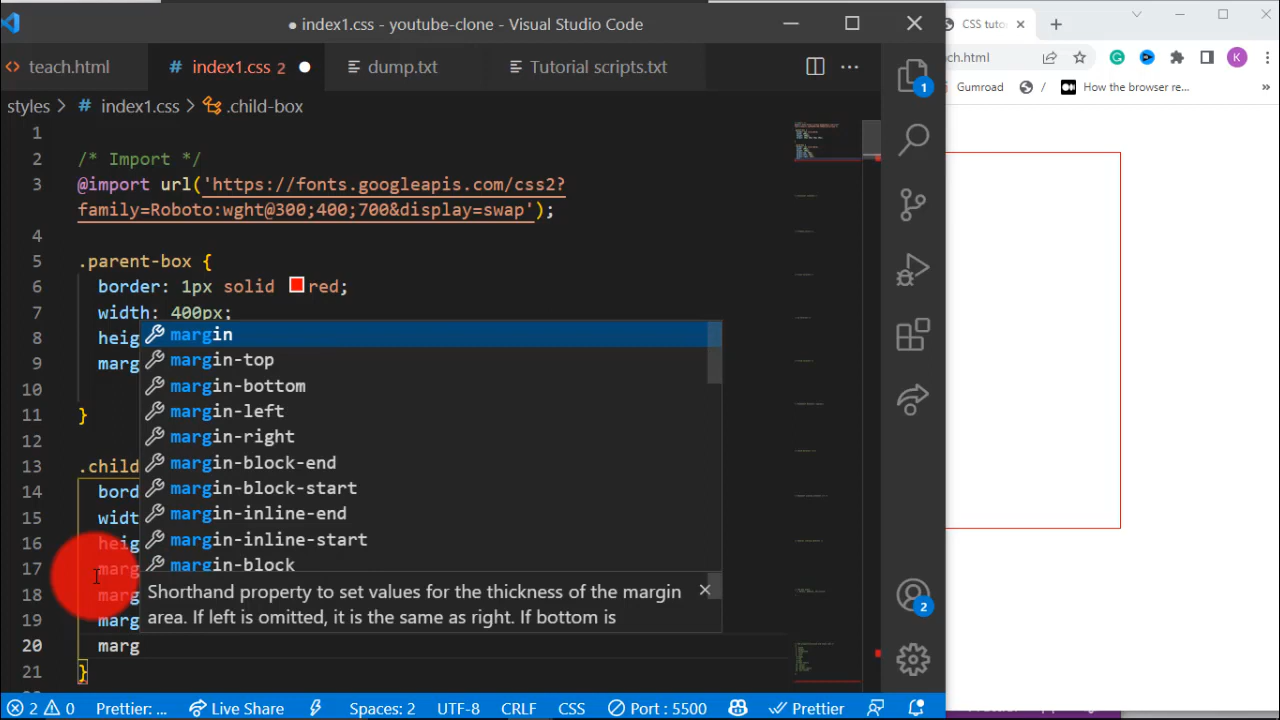 index1.css - youtube-clone - Visual Studio Code
CSS tuto
teach.html
index1.css 2
dump.txt
Tutorial scripts.txt
ach.html
K
styles
index1.css
.child-box
1
Gumroad
/
How the browser re...
1
2 /* Import */
3 @import url('https://fonts.googleapis.com/css2?
family=Roboto:wght@300;400;700&display=swap');
4
5 .parent-box {
6 border: 1px solid red;
7 width: 400px;
8 heig
9 marg
10
11 }
12
13 .child
14 bord
15 widt
16 heig
17 marg
18 marg
19 marg
20 marg
21 }
margin
margin-top
margin-bottom
margin-left
margin-right
margin-block-end
margin-block-start
margin-inline-end
margin-inline-start
margin-block
Shorthand property to set values for the thickness of the margin
area. If left is omitted, it is the same as right. If bottom is
2
2 0 Prettier: ... Live Share Spaces: 2 UTF-8 CRLF CSS Port : 5500 Prettier